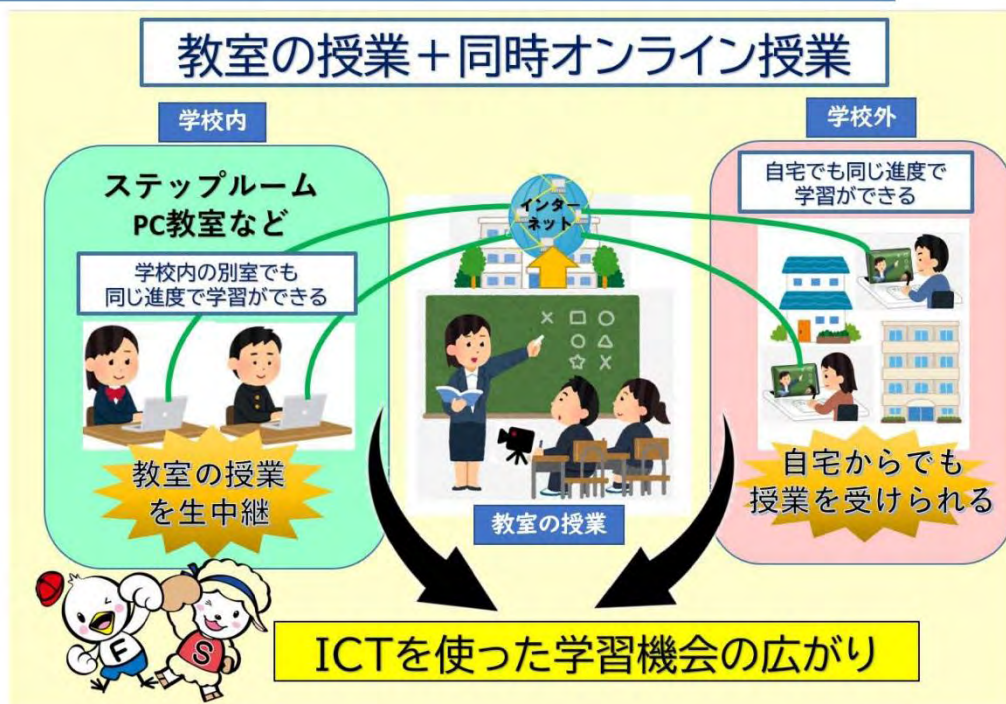 教室の授業＋同時オンライン授業
学校内
ステップルーム
PC教室など
学校内の別室でも
同じ進度で学習ができる
教室の授業
を生中継
インター
ネット
教室の授業
学校外
自宅でも同じ進度で
学習ができる
自宅からでも
授業を受けられる
F
S
ICTを使った学習機会の広がり